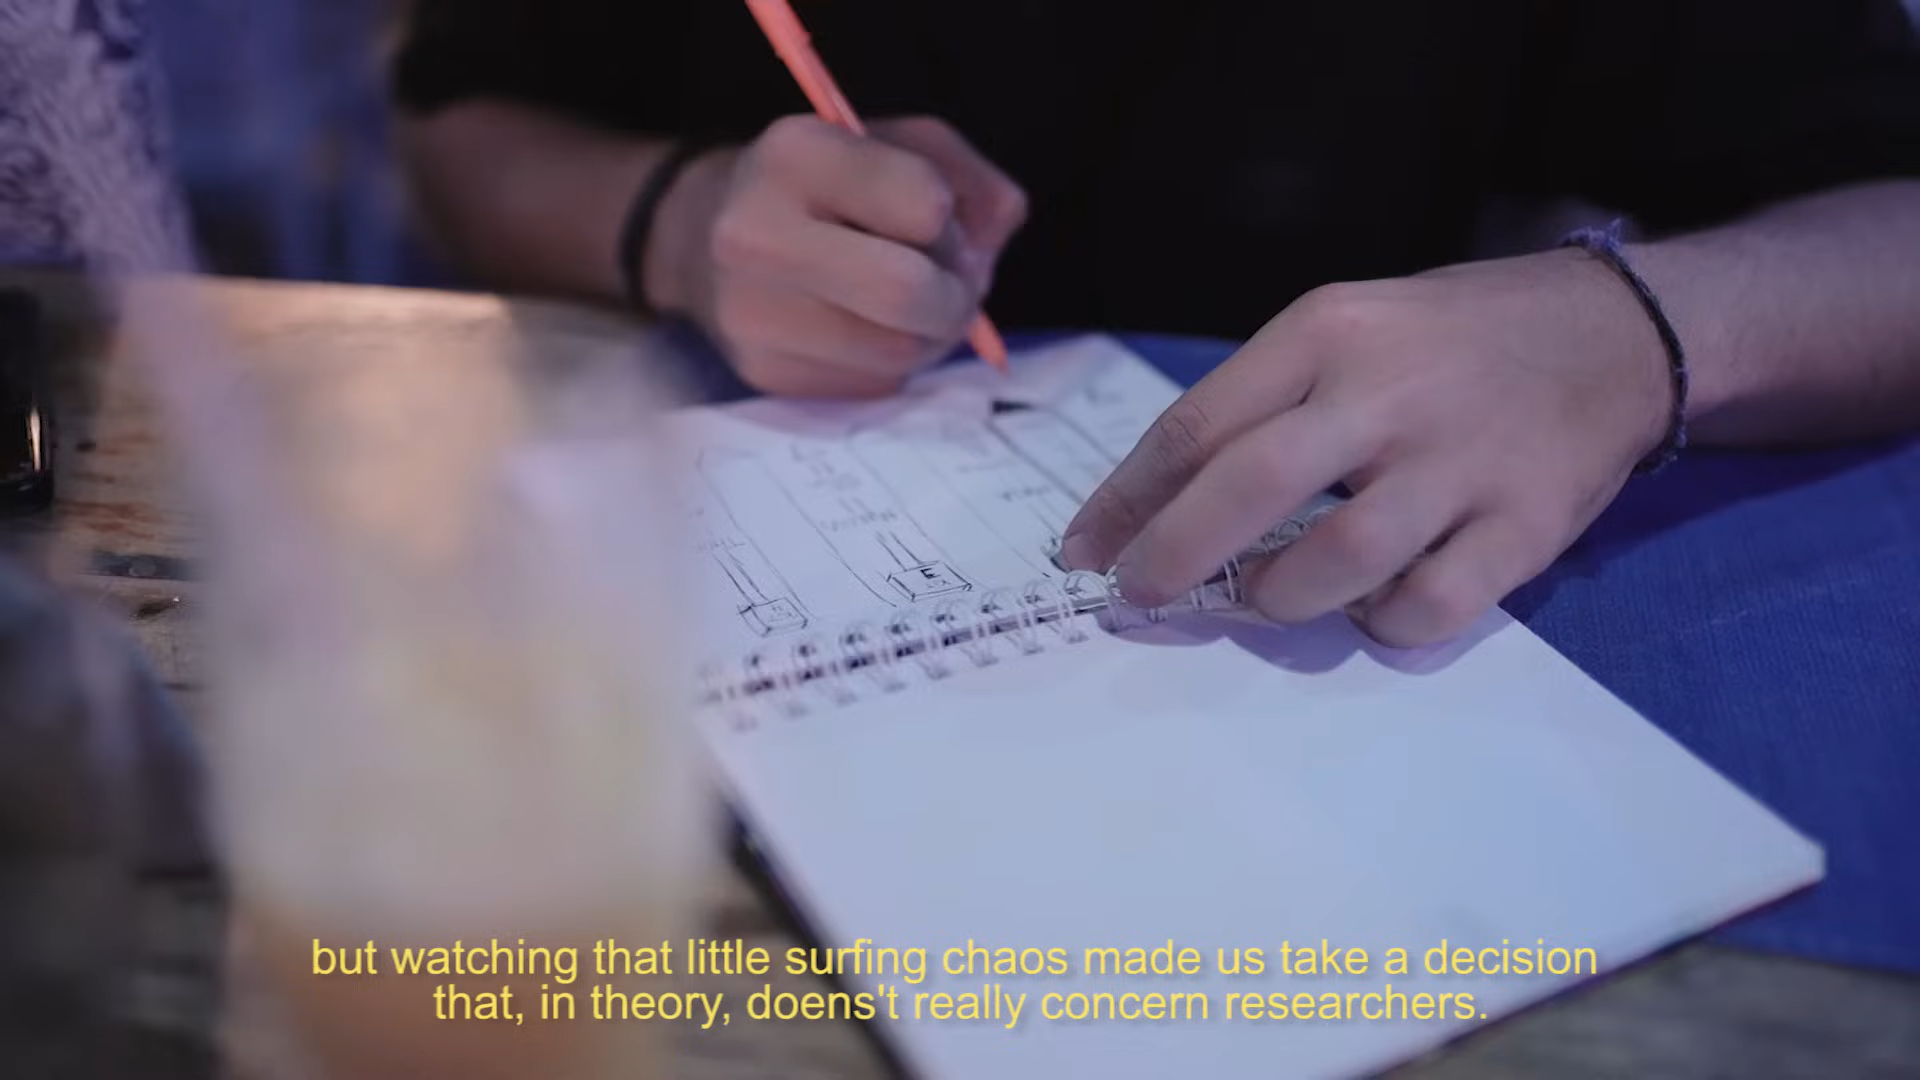 E
but watching that little surfing chaos made us take a decision
that, in theory, doens't really concern researchers.